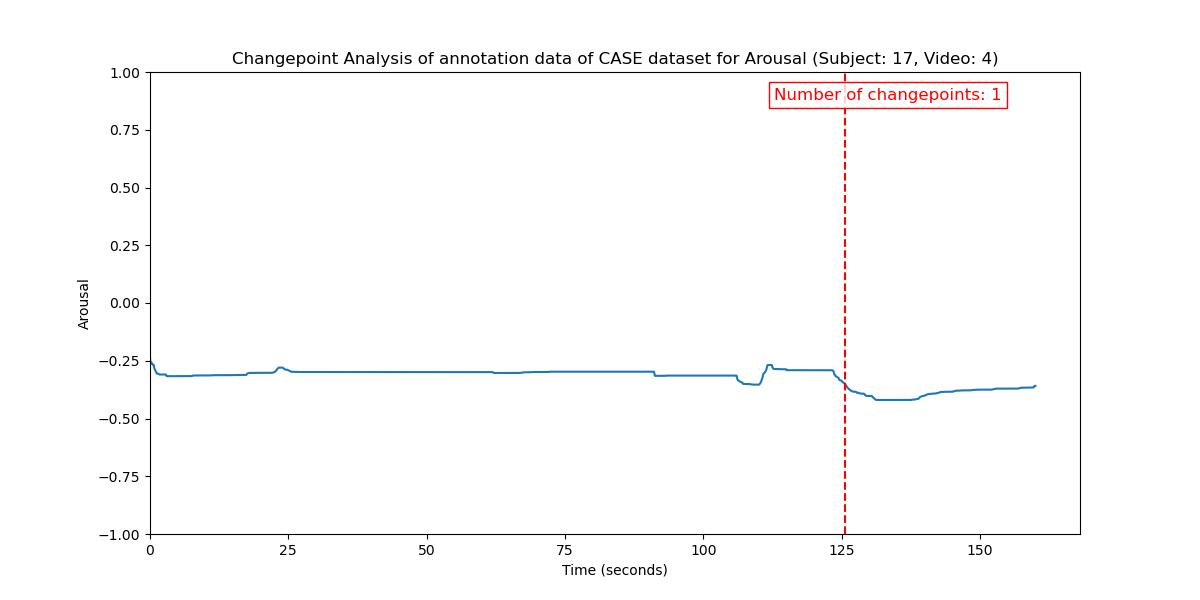 Changepoint Analysis of annotation data of CASE dataset for Arousal (Subject: 17, Video: 4)
Number of changepoints: 1
Arousal
1.00
0.75
0.50
0.25
0.00
−0.25
−0.50
−0.75
−1.00
0 25 50 75 100 125 150
Time (seconds)